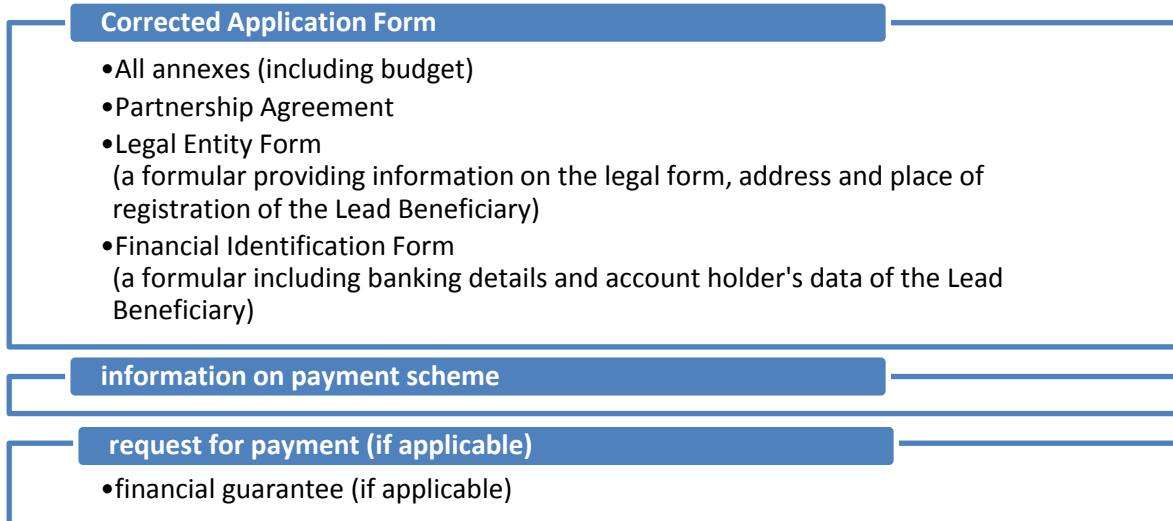 Corrected Application Form
•All annexes (including budget)
•Partnership Agreement
•Legal Entity Form
(a formular providing information on the legal form, address and place of
registration of the Lead Beneficiary)
•Financial Identification Form
(a formular including banking details and account holder's data of the Lead
Beneficiary)
information on payment scheme
request for payment (if applicable)
•financial guarantee (if applicable)